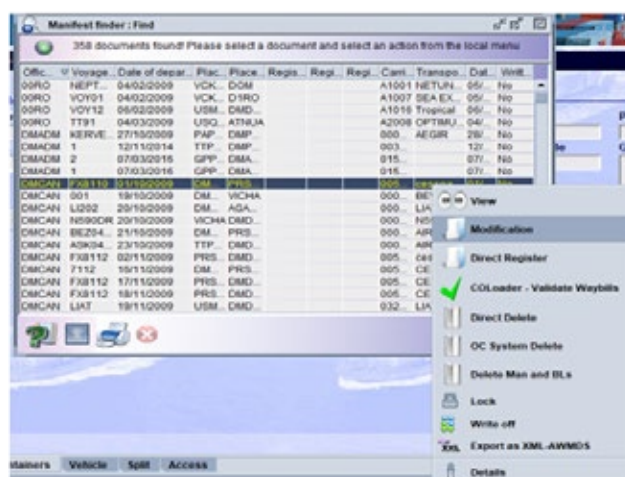 Manifest finder : Find
358 documents found! Please select a document and select an action from the local menu
Offic... Voyage... Date of depar... Plac... Place... Regis... Regi... Regi... Carri... Transpo... Dat... Writt...
00RO NEPT... 04/02/2009 VCK... DOM A1001 NETUN... 05/... No
00RO VOY01 04/02/2009 VCK... D1RO A1007 SEA EX... 05/... No
00RO VOY12 06/02/2009 USM... DMD... A1016 Tropical 06/... No
00RO TT91 04/03/2009 USQ... ATNUA A2008 OPTIMU... 04/... No
DMADM KERVE... 27/10/2009 PAP... DMP... 000... AEGIR 28/... No
DMADM 1 12/11/2014 TTP... DMP... 003... 12/... No
DMADM 2 07/03/2016 GPP... DMA... 015... 07/... No
DMADM 1 07/03/2016 GPP... DMA... 015... 07/... No
DMCAN FX8110 01/10/2009 DM... PRS... 005... No
DMCAN 001 19/10/2009 DM... VICHA 000...
DMCAN LI202 20/10/2009 DM... AGA... 000...
DMCAN N590DR 20/10/2009 VICHA DMD... 000...
DMCAN BEZ04... 21/10/2009 DM... PRS... 000...
DMCAN ASK04... 23/10/2009 TTP... DMD... 000...
DMCAN FX8112 02/11/2009 PRS... DMD... 005...
DMCAN 7112 16/11/2009 DM... PRS... 005...
DMCAN FX8112 17/11/2009 PRS... DMD... 005...
DMCAN FX8112 18/11/2009 PRS... DMD... 005...
DMCAN LIAT 19/11/2009 USM... DMD... 032...
View
Modification
Direct Register
COLoader - Validate Waybills
Direct Delete
OC System Delete
Delete Man and BLs
Lock
Write off
XML Export as XML-AWMDS
Details
tainers Vehicle Split Access